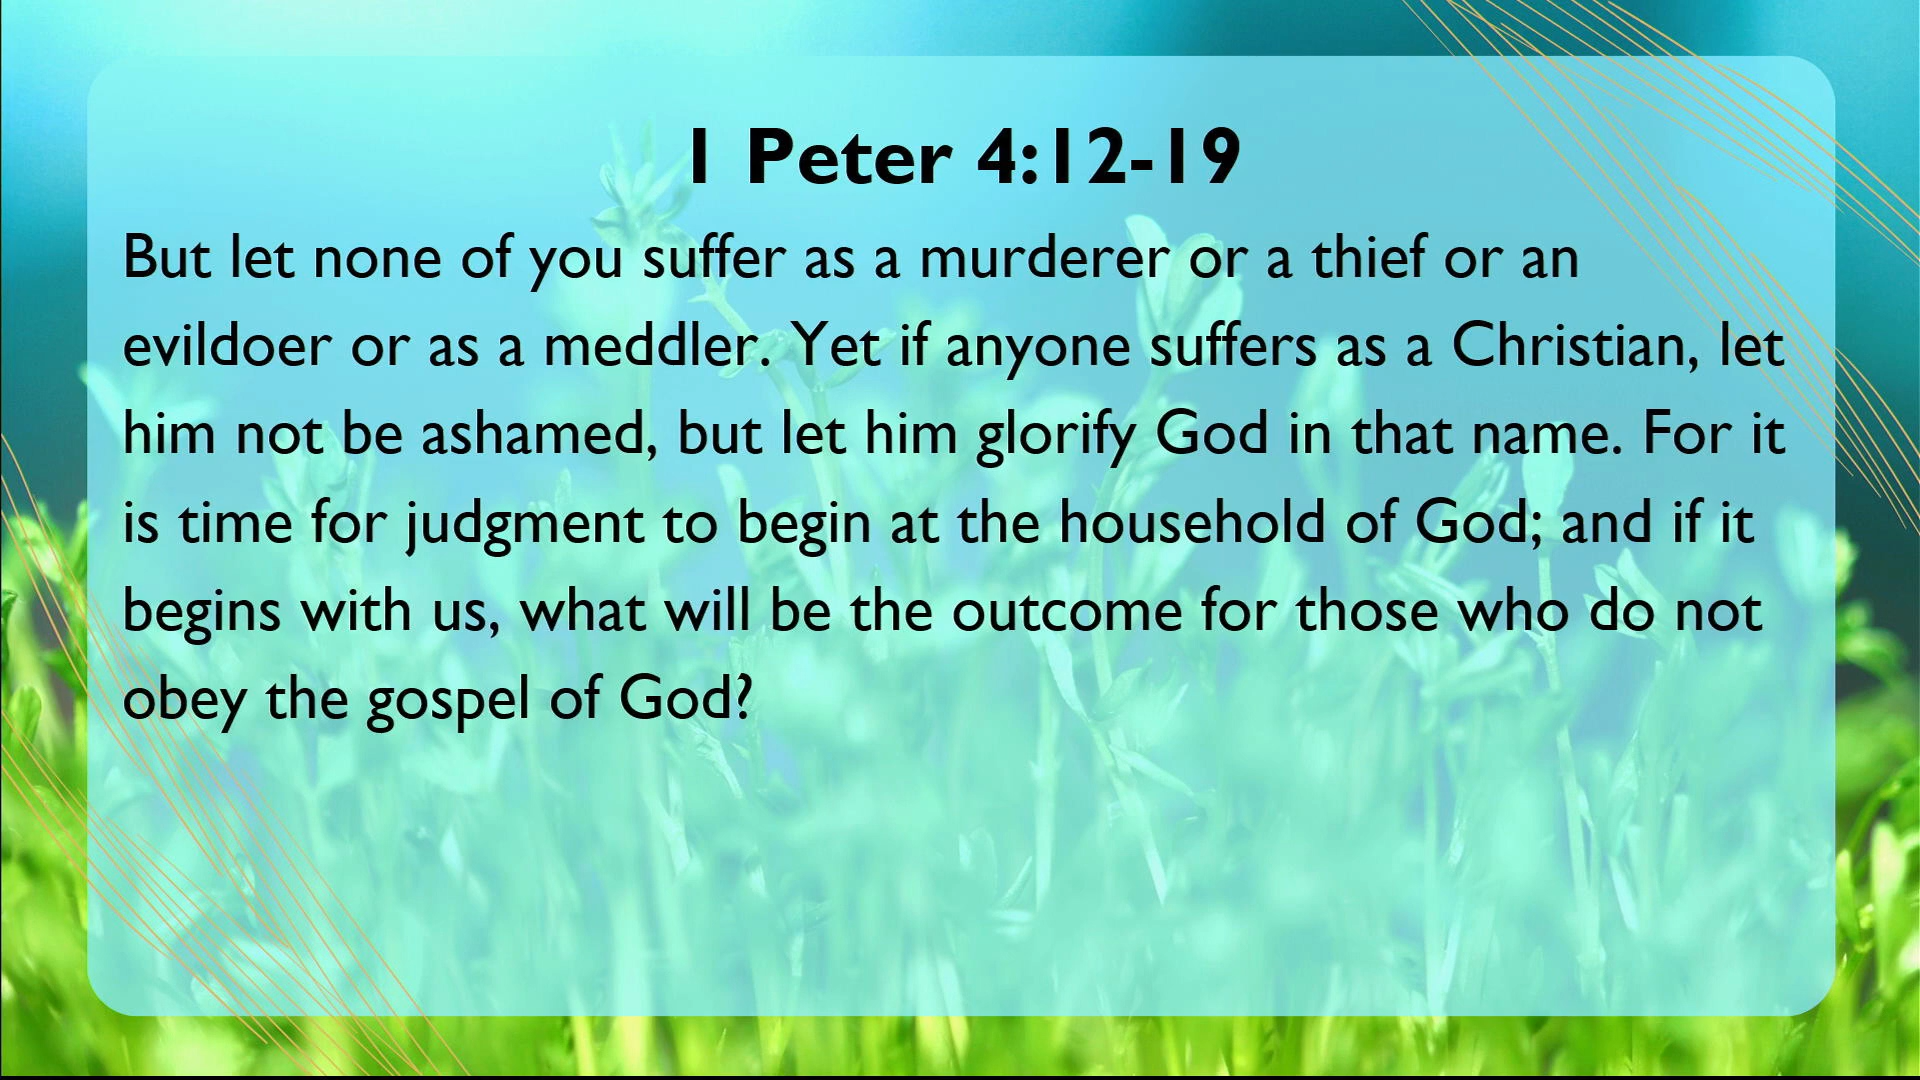 1 Peter 4:12-19
But let none of you suffer as a murderer or a thief or an
evildoer or as a meddler. Yet if anyone suffers as a Christian, let
him not be ashamed, but let him glorify God in that name. For it
is time for judgment to begin at the household of God; and if it
begins with us, what will be the outcome for those who do not
obey the gospel of God?